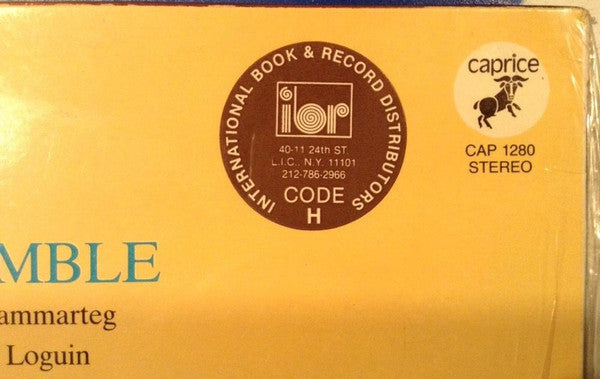 INTERNATIONAL BOOK & RECORD DISTRIBUTORS
ibr
40-11 24th ST.
L.I.C., N.Y. 11101
212-786-2966
CODE
H
caprice
CAP 1280
STEREO
MBLE
ammarteg
Loguin